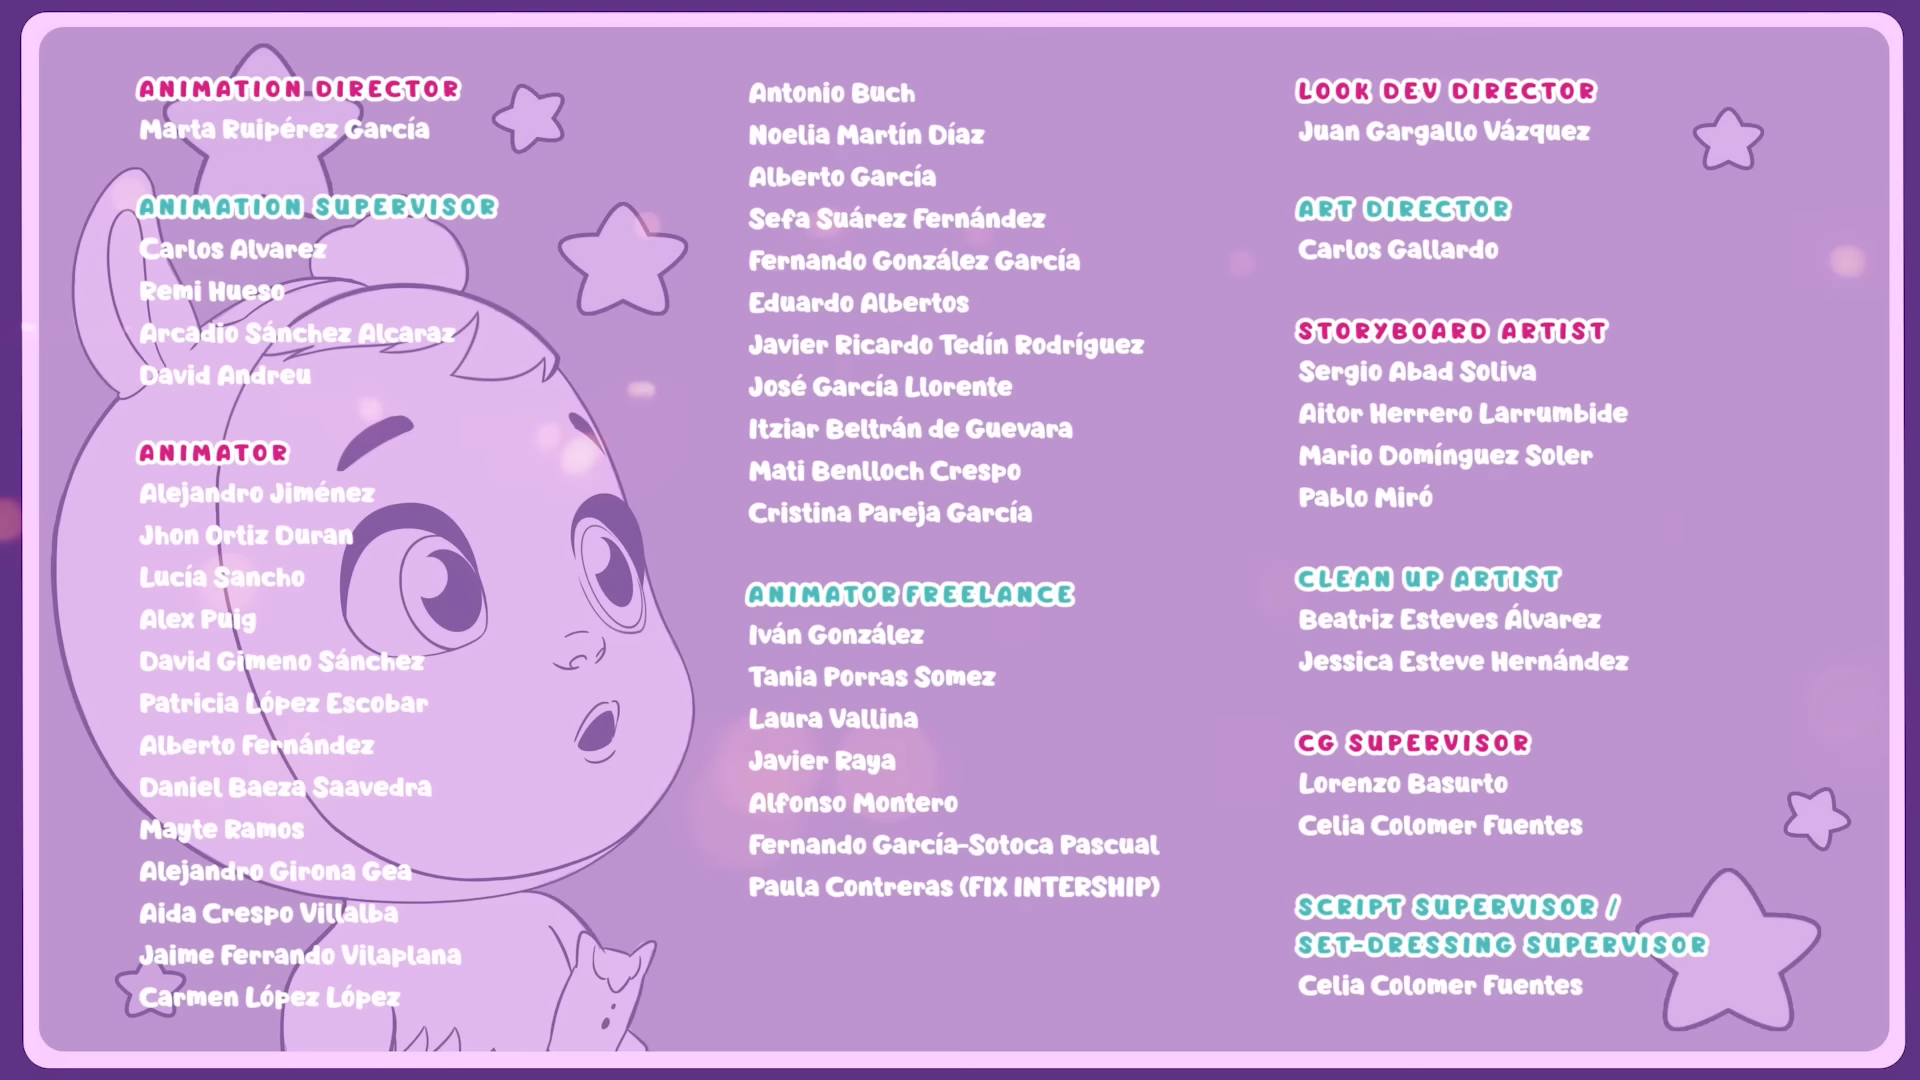 ANIMATION DIRECTOR
Marta Ruipérez García
ANIMATION SUPERVISOR
Carlos Alvarez
Remi Hueso
Arcadio Sánchez Alcaraz
David Andreu
ANIMATOR
Alejandro Jiménez
Jhon Ortiz Duran
Lucía Sancho
Alex Puig
David Gimeno Sánchez
Patricia López Escobar
Alberto Fernández
Daniel Baeza Saavedra
Mayte Ramos
Alejandro Girona Gea
Aida Crespo Villalba
Jaime Ferrando Vilaplana
Carmen López López
Antonio Buch
Noelia Martín Díaz
Alberto García
Sefa Suárez Fernández
Fernando González García
Eduardo Albertos
Javier Ricardo Tedín Rodríguez
José García Llorente
Itziar Beltrán de Guevara
Mati Benlloch Crespo
Cristina Pareja García
ANIMATOR FREELANCE
Iván González
Tania Porras Somez
Laura Vallina
Javier Raya
Alfonso Montero
Fernando García-Sotoca Pascual
Paula Contreras (FIX INTERSHIP)
LOOK DEV DIRECTOR
Juan Gargallo Vázquez
ART DIRECTOR
Carlos Gallardo
STORYBOARD ARTIST
Sergio Abad Soliva
Aitor Herrero Larrumbide
Mario Domínguez Soler
Pablo Miró
CLEAN UP ARTIST
Beatriz Esteves Álvarez
Jessica Esteve Hernández
CG SUPERVISOR
Lorenzo Basurto
Celia Colomer Fuentes
SCRIPT SUPERVISOR /
SET-DRESSING SUPERVISOR
Celia Colomer Fuentes